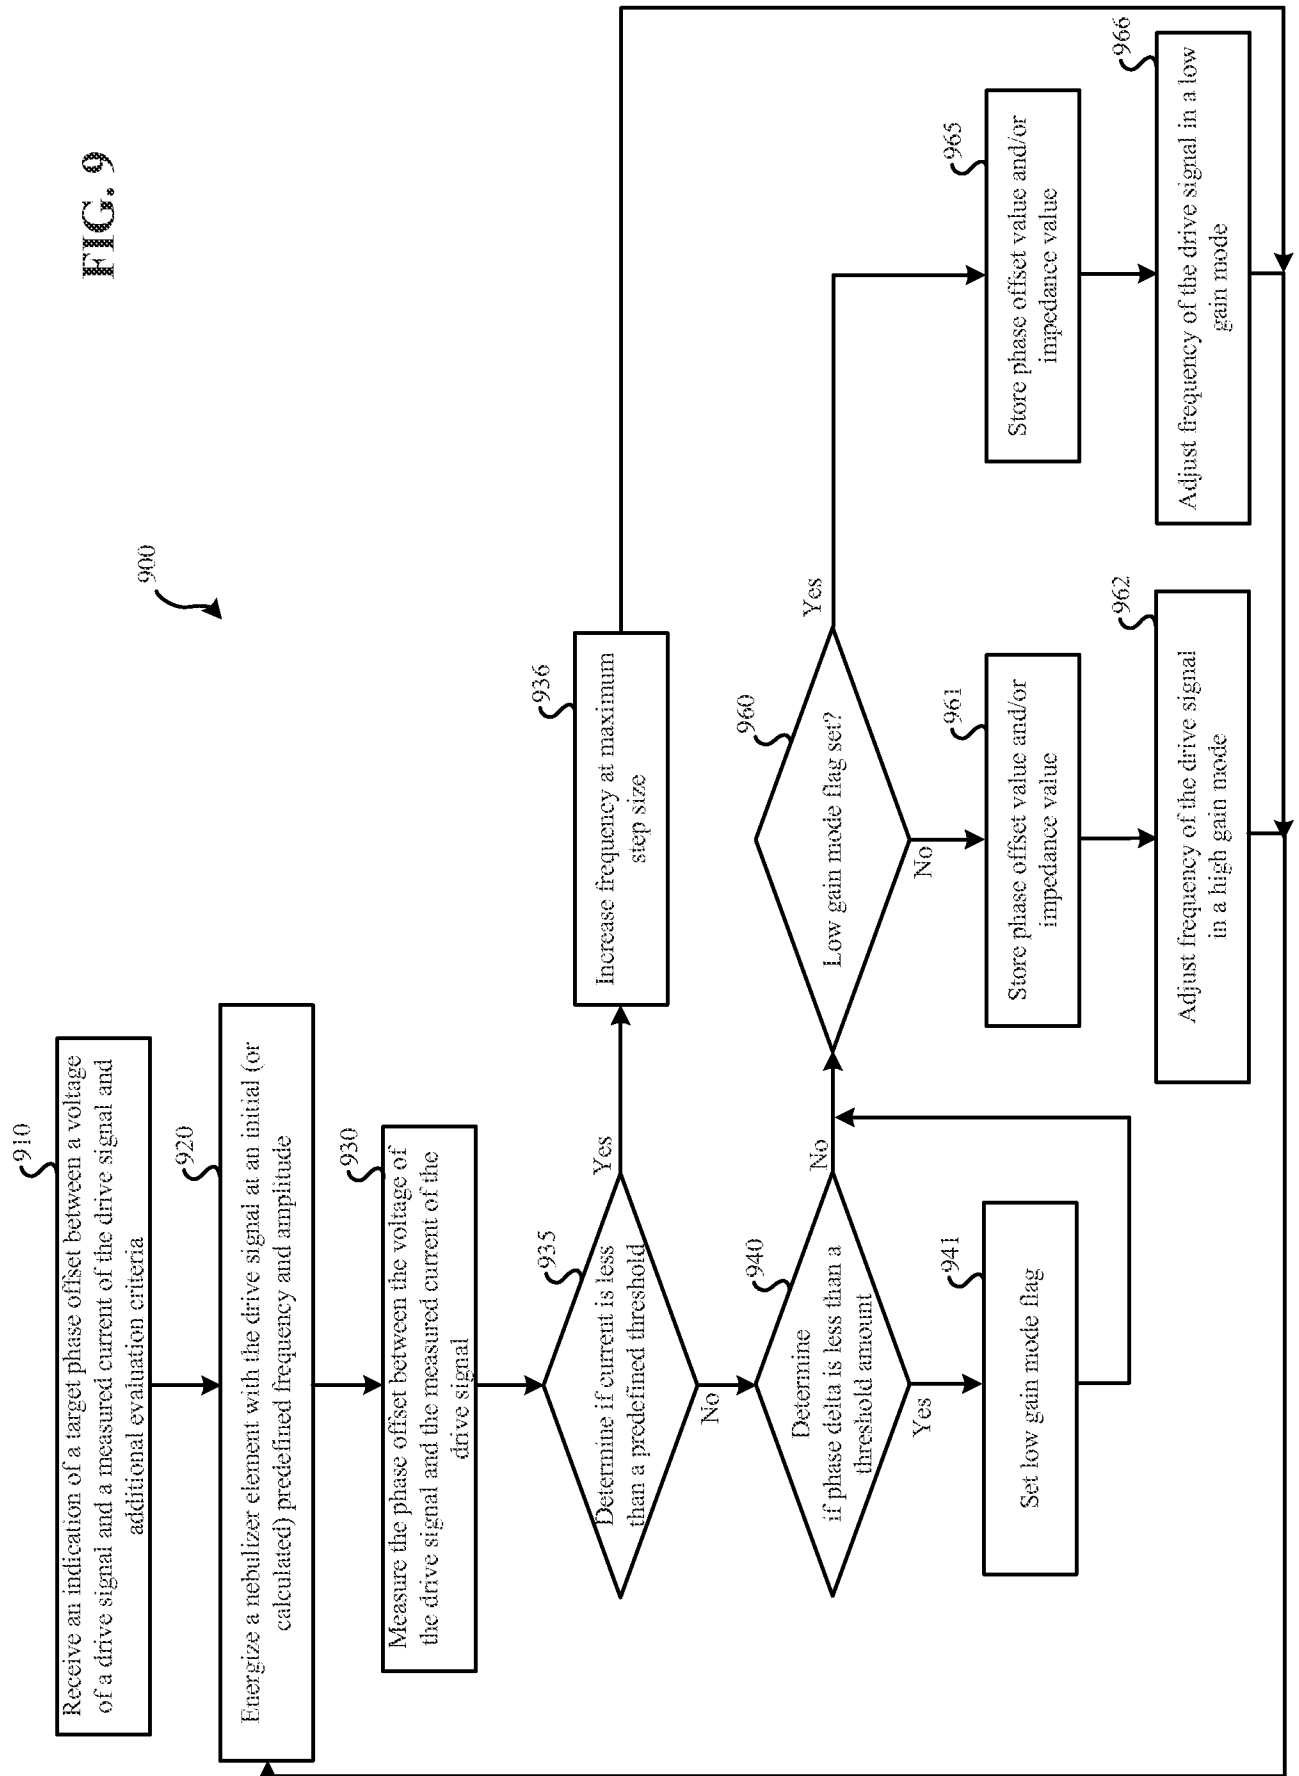 FIG. 9
900
910
Receive an indication of a target phase offset between a voltage
of a drive signal and a measured current of the drive signal and
additional evaluation criteria
920
Energize a nebulizer element with the drive signal at an initial (or
calculated) predefined frequency and amplitude
930
Measure the phase offset between the voltage of
the drive signal and the measured current of the
drive signal
935
Determine if current is less
than a predefined threshold
Yes
No
936
Increase frequency at maximum
step size
940
Determine
if phase delta is less than a
threshold amount
No
Yes
941
Set low gain mode flag
960
Low gain mode flag set?
Yes
No
961
Store phase offset value and/or
impedance value
962
Adjust frequency of the drive signal
in a high gain mode
965
Store phase offset value and/or
impedance value
966
Adjust frequency of the drive signal in a low
gain mode